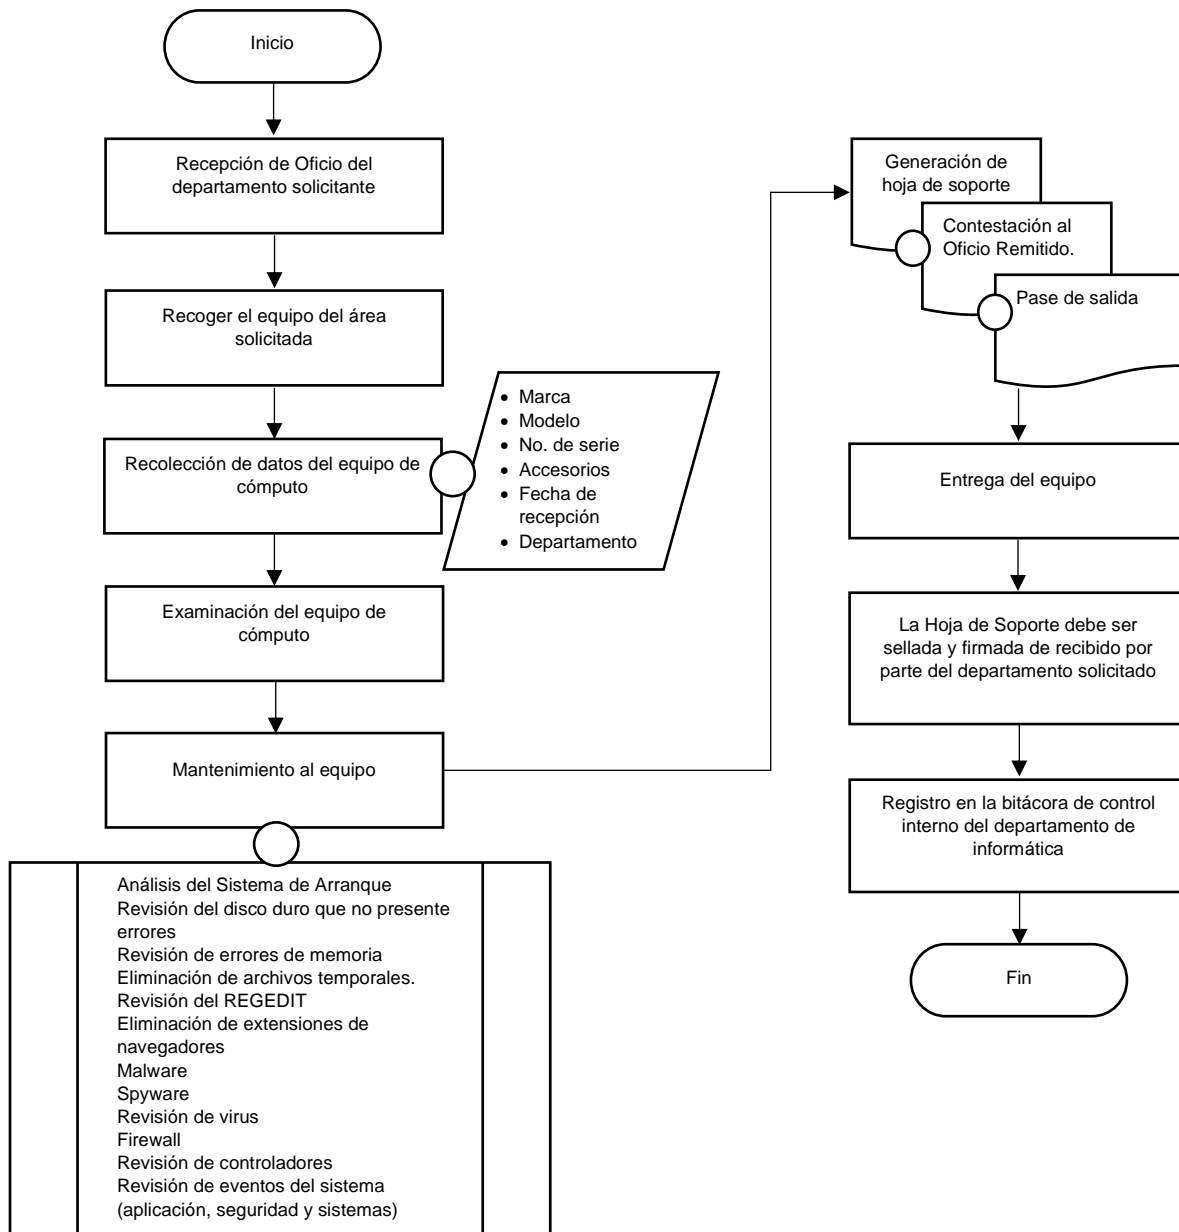 Inicio
Recepción de Oficio del
departamento solicitante
Recoger el equipo del área
solicitada
Recolección de datos del equipo de
cómputo
• Marca
• Modelo
• No. de serie
• Accesorios
• Fecha de
recepción
• Departamento
Examinación del equipo de
cómputo
Mantenimiento al equipo
Análisis del Sistema de Arranque
Revisión del disco duro que no presente
errores
Revisión de errores de memoria
Eliminación de archivos temporales.
Revisión del REGEDIT
Eliminación de extensiones de
navegadores
Malware
Spyware
Revisión de virus
Firewall
Revisión de controladores
Revisión de eventos del sistema
(aplicación, seguridad y sistemas)
Generación de
hoja de soporte
Contestación al
Oficio Remitido.
Pase de salida
Entrega del equipo
La Hoja de Soporte debe ser
sellada y firmada de recibido por
parte del departamento solicitado
Registro en la bitácora de control
interno del departamento de
informática
Fin